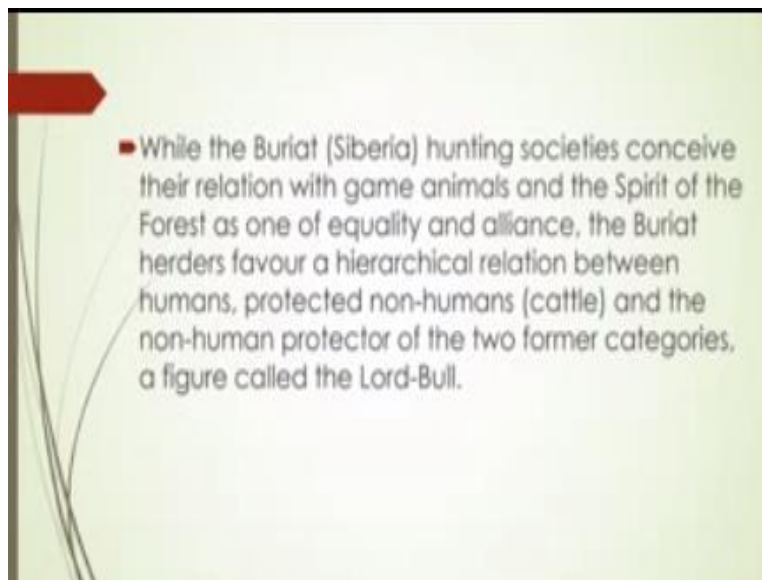 While the Buriat (Siberia) hunting societies conceive
their relation with game animals and the Spirit of the
Forest as one of equality and alliance, the Buriat
herders favour a hierarchical relation between
humans, protected non-humans (cattle) and the
non-human protector of the two former categories,
a figure called the Lord-Bull.